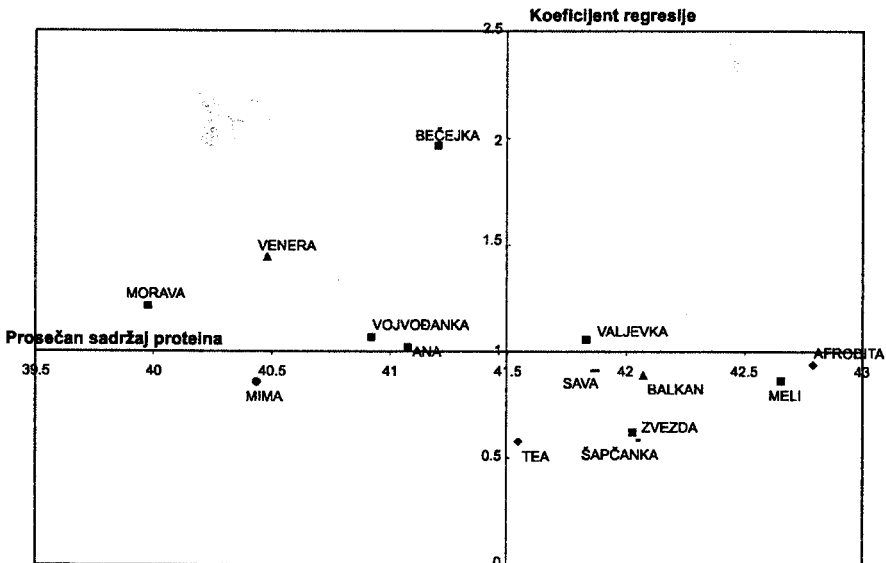 Koeficijent regresije
2.5
BEČEJKA
2
VENERA
1.5
MORAVA
VOJVOĐANKA
VALJEVKA
Prosečan sadržaj proteina
1
ANA
AFRODITA
39.5 40 40.5 41 41.5 42 42.5 43
MIMA
SAVA
BALKAN
MELI
ZVEZDA
TEA
ŠAPČANKA
0.5
0